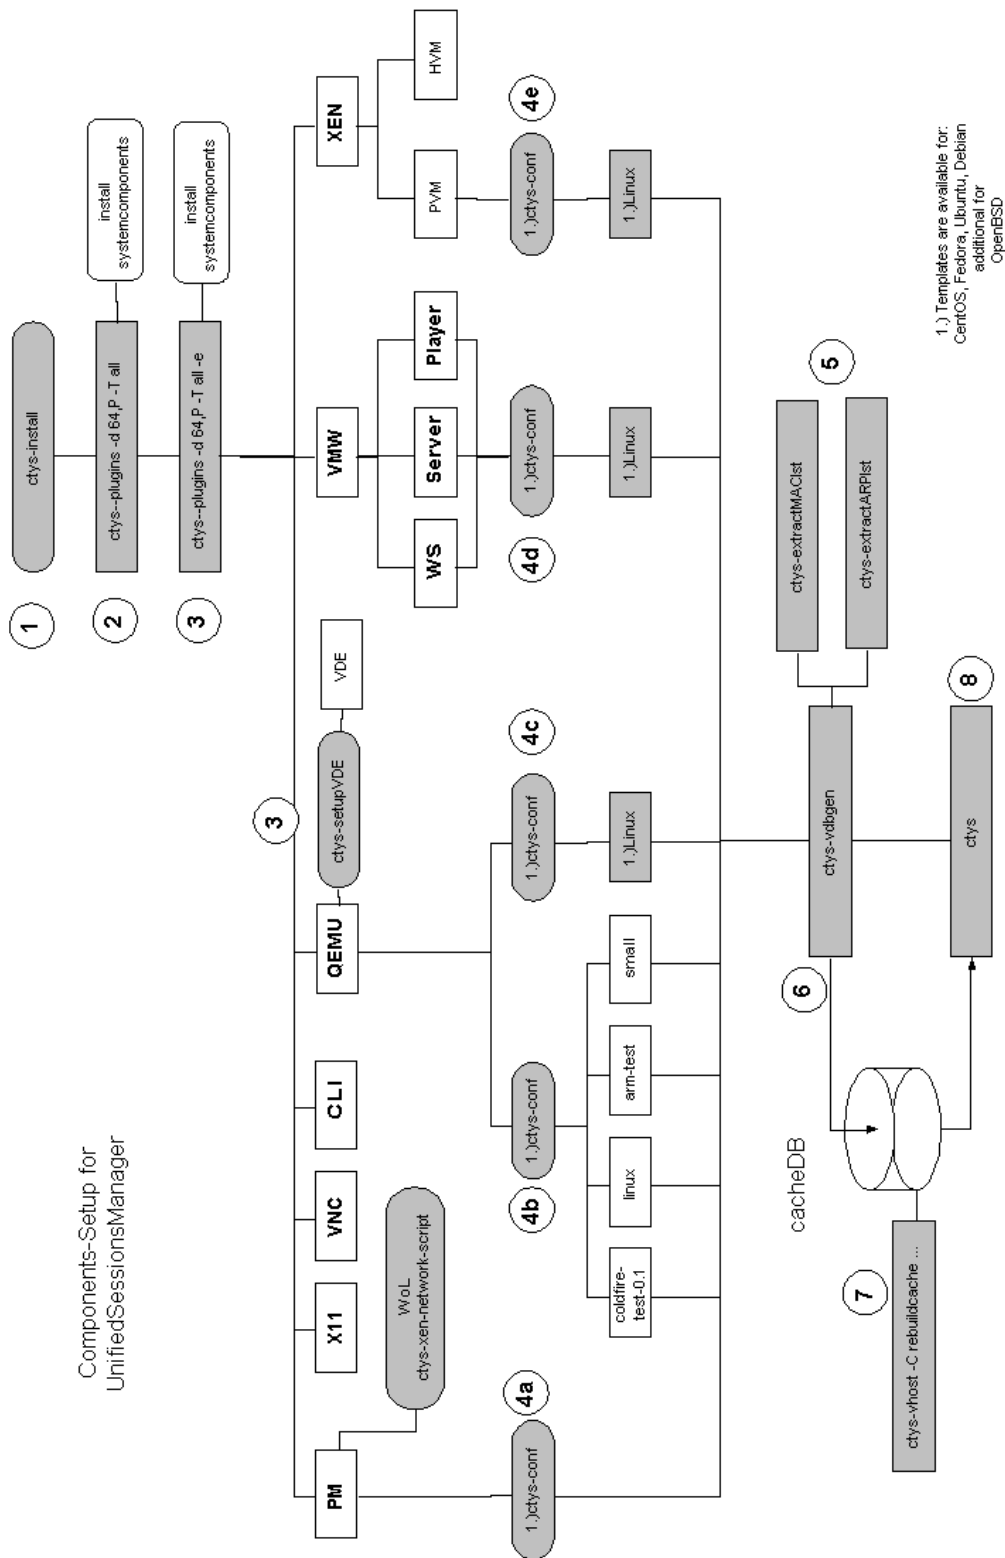 Components-Setup for
UnifiedSessionsManager
1
ctys-install
2
ctys--plugins -d 64,P -T all
install
systemcomponents
3
ctys--plugins -d 64,P -T all -e
install
systemcomponents
3
PM
X11
VNC
CLI
QEMU
ctys-setupVDE
VDE
VMW
XEN
WoL
ctys-xen-network-script
WS
Server
Player
PVM
HVM
4a
1.)ctys-conf
4b
1.)ctys-conf
4c
1.)ctys-conf
4d
1.)ctys-conf
4e
1.)ctys-conf
coldfire-
test-0.1
linux
arm-test
small
1.)Linux
1.)Linux
1.)Linux
5
ctys-extractMAClst
ctys-extractARPlst
6
ctys-vdbgen
cacheDB
7
ctys-vhost -C rebuildcache ...
8
ctys
1.) Templates are available for:
CentOS, Fedora, Ubuntu, Debian
additional for
OpenBSD